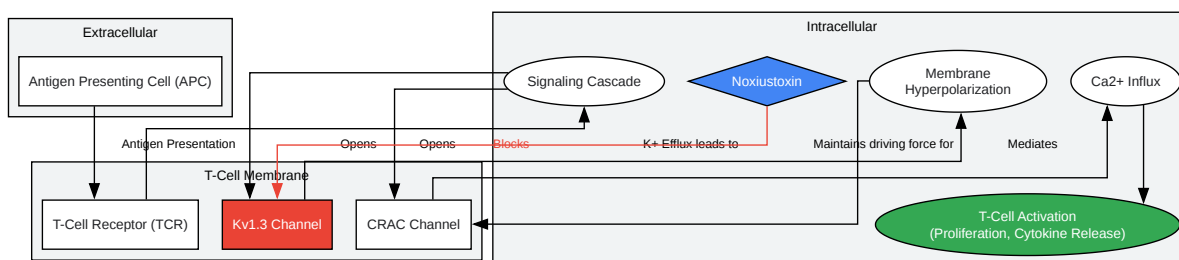 Extracellular
Intracellular
Antigen Presenting Cell (APC)
Signaling Cascade
Noxiustoxin
Membrane
Hyperpolarization
Ca2+ Influx
Antigen Presentation
Opens
Opens
Blocks
K+ Efflux leads to
Maintains driving force for
Mediates
T-Cell Membrane
T-Cell Receptor (TCR)
Kv1.3 Channel
CRAC Channel
T-Cell Activation
(Proliferation, Cytokine Release)